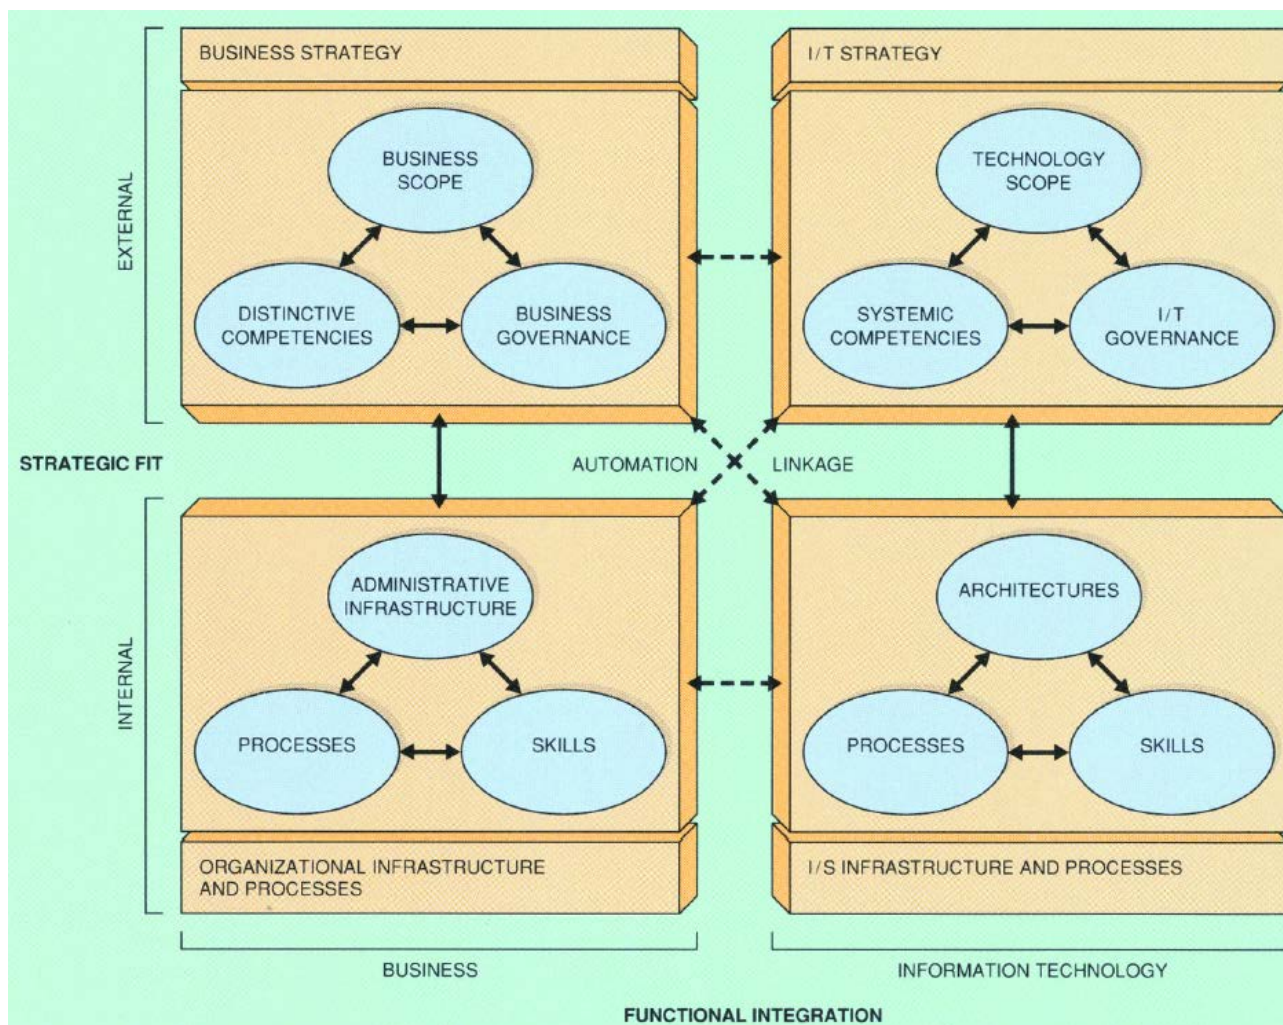 BUSINESS STRATEGY
I/T STRATEGY
BUSINESS
SCOPE
TECHNOLOGY
SCOPE
EXTERNAL
DISTINCTIVE
COMPETENCIES
BUSINESS
GOVERNANCE
SYSTEMIC
COMPETENCIES
I/T
GOVERNANCE
STRATEGIC FIT
AUTOMATION
LINKAGE
ADMINISTRATIVE
INFRASTRUCTURE
ARCHITECTURES
INTERNAL
PROCESSES
SKILLS
PROCESSES
SKILLS
ORGANIZATIONAL INFRASTRUCTURE
AND PROCESSES
I/S INFRASTRUCTURE AND PROCESSES
BUSINESS
INFORMATION TECHNOLOGY
FUNCTIONAL INTEGRATION